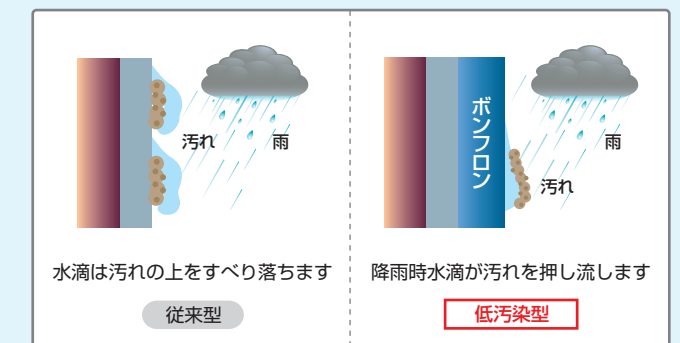 汚れ
雨
水滴は汚れの上をすべり落ちます
従来型
ボンフロン
雨
汚れ
降雨時水滴が汚れを押し流します
低汚染型